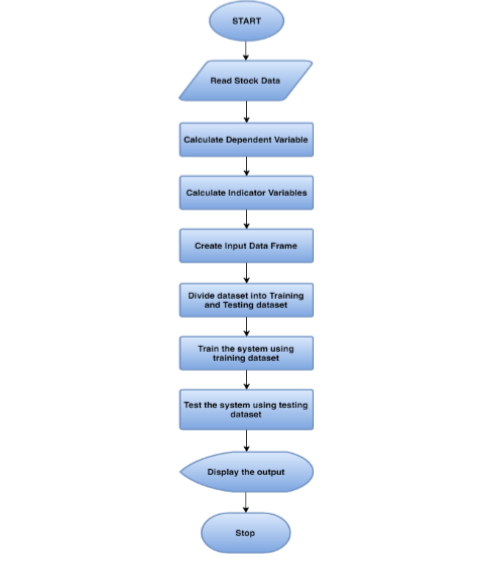 START
Read Stock Data
Calculate Dependent Variable
Calculate Indicator Variables
Create Input Data Frame
Divide dataset into Training
and Testing dataset
Train the system using
training dataset
Test the system using testing
dataset
Display the output
Stop